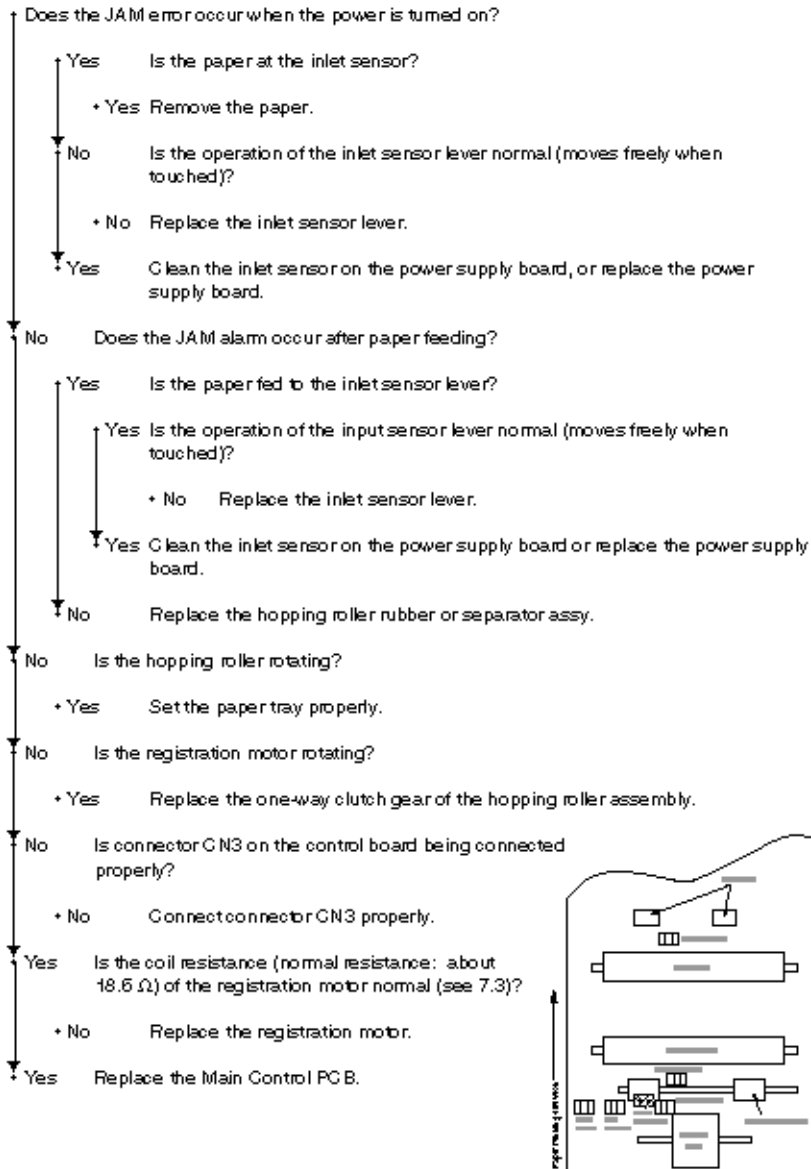 • Does the JAM error occur when the power is turned on?
• Yes Is the paper at the inlet sensor?
• Yes Remove the paper.
• No Is the operation of the inlet sensor lever normal (moves freely when
touched)?
• No Replace the inlet sensor lever.
• Yes Clean the inlet sensor on the power supply board, or replace the power
supply board.
• No Does the JAM alarm occur after paper feeding?
• Yes Is the paper fed to the inlet sensor lever?
• Yes Is the operation of the input sensor lever normal (moves freely when
touched)?
• No Replace the inlet sensor lever.
• Yes Clean the inlet sensor on the power supply board or replace the power supply
board.
• No Replace the hopping roller rubber or separator assy.
• No Is the hopping roller rotating?
• Yes Set the paper tray properly.
• No Is the registration motor rotating?
• Yes Replace the one-way clutch gear of the hopping roller assembly.
• No Is connector CN3 on the control board being connected
properly?
• No Connect connector CN3 properly.
• Yes Is the coil resistance (normal resistance: about
18.6 Ω) of the registration motor normal (see 7.3)?
• No Replace the registration motor.
• Yes Replace the Main Control PCB.